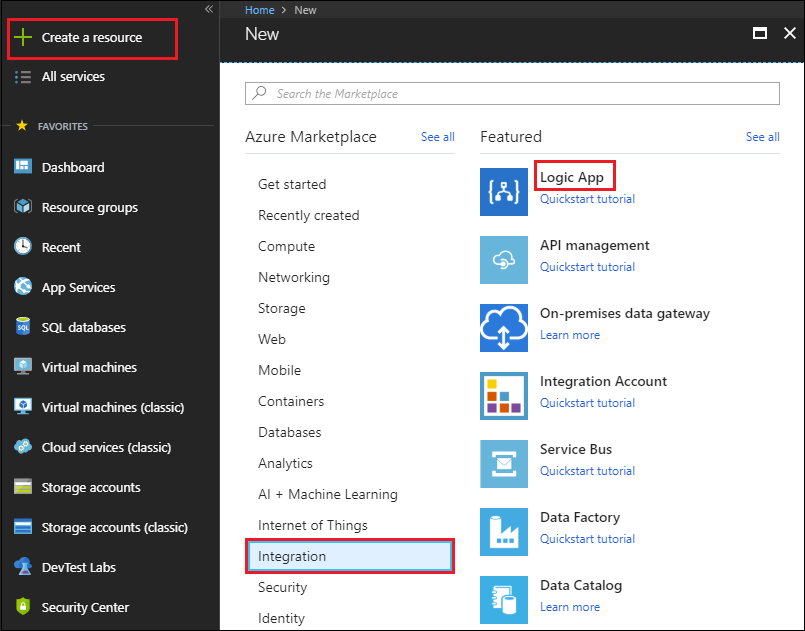 «
Create a resource
All services
FAVORITES
Dashboard
Resource groups
Recent
App Services
SQL
SQL databases
Virtual machines
Virtual machines (classic)
Cloud services (classic)
Storage accounts
Storage accounts (classic)
DevTest Labs
Security Center
Home > New
New
Search the Marketplace
Azure Marketplace See all
Get started
Recently created
Compute
Networking
Storage
Web
Mobile
Containers
Databases
Analytics
AI + Machine Learning
Internet of Things
Integration
Security
Identity
Featured See all
Logic App
Quickstart tutorial
API management
Quickstart tutorial
On-premises data gateway
Learn more
Integration Account
Quickstart tutorial
Service Bus
Quickstart tutorial
Data Factory
Quickstart tutorial
Data Catalog
Learn more